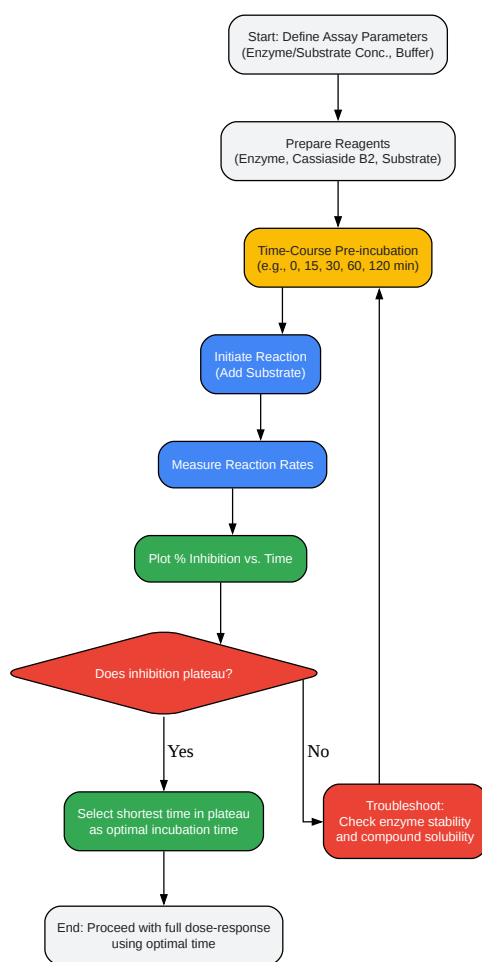 Start: Define Assay Parameters
(Enzyme/Substrate Conc., Buffer)
Prepare Reagents
(Enzyme, Cassiaside B2, Substrate)
Time-Course Pre-incubation
(e.g., 0, 15, 30, 60, 120 min)
Initiate Reaction
(Add Substrate)
Measure Reaction Rates
Plot % Inhibition vs. Time
Does inhibition plateau?
Yes
No
Select shortest time in plateau
as optimal incubation time
Troubleshoot:
Check enzyme stability
and compound solubility
End: Proceed with full dose-response
using optimal time